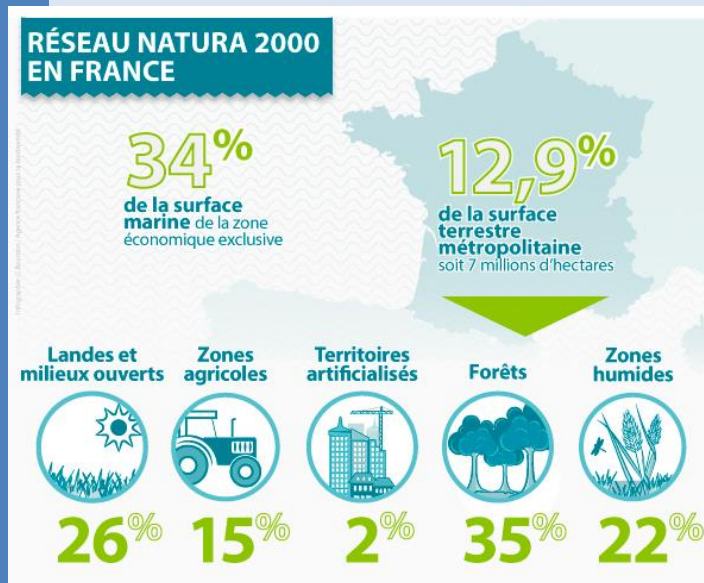 RÉSEAU NATURA 2000
EN FRANCE
34%
de la surface
marine de la zone
économique exclusive
12,9%
de la surface
terrestre
métropolitaine
soit 7 millions d'hectares
Landes et
milieux ouverts
Zones
agricoles
Territoires
artificialisés
Forêts
Zones
humides
26%
15%
2%
35%
22%